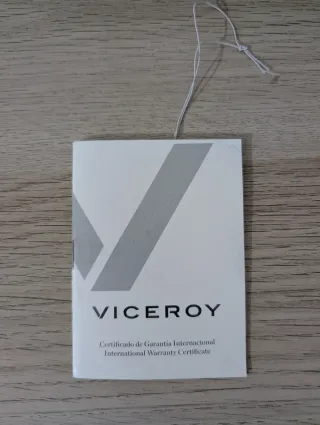 VICEROY
Certificado de Garantía Internacional
International Warranty Certificate